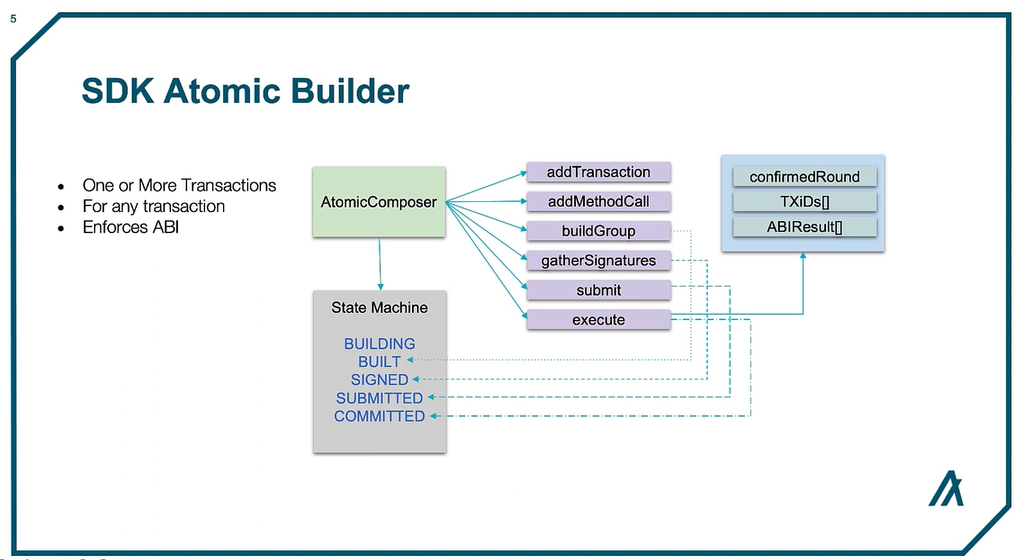 5
SDK Atomic Builder
• One or More Transactions
• For any transaction
• Enforces ABI
AtomicComposer
State Machine
BUILDING
BUILT
SIGNED
SUBMITTED
COMMITTED
addTransaction
addMethodCall
buildGroup
gatherSignatures
submit
execute
confirmedRound
TXiDs[]
ABIResult[]